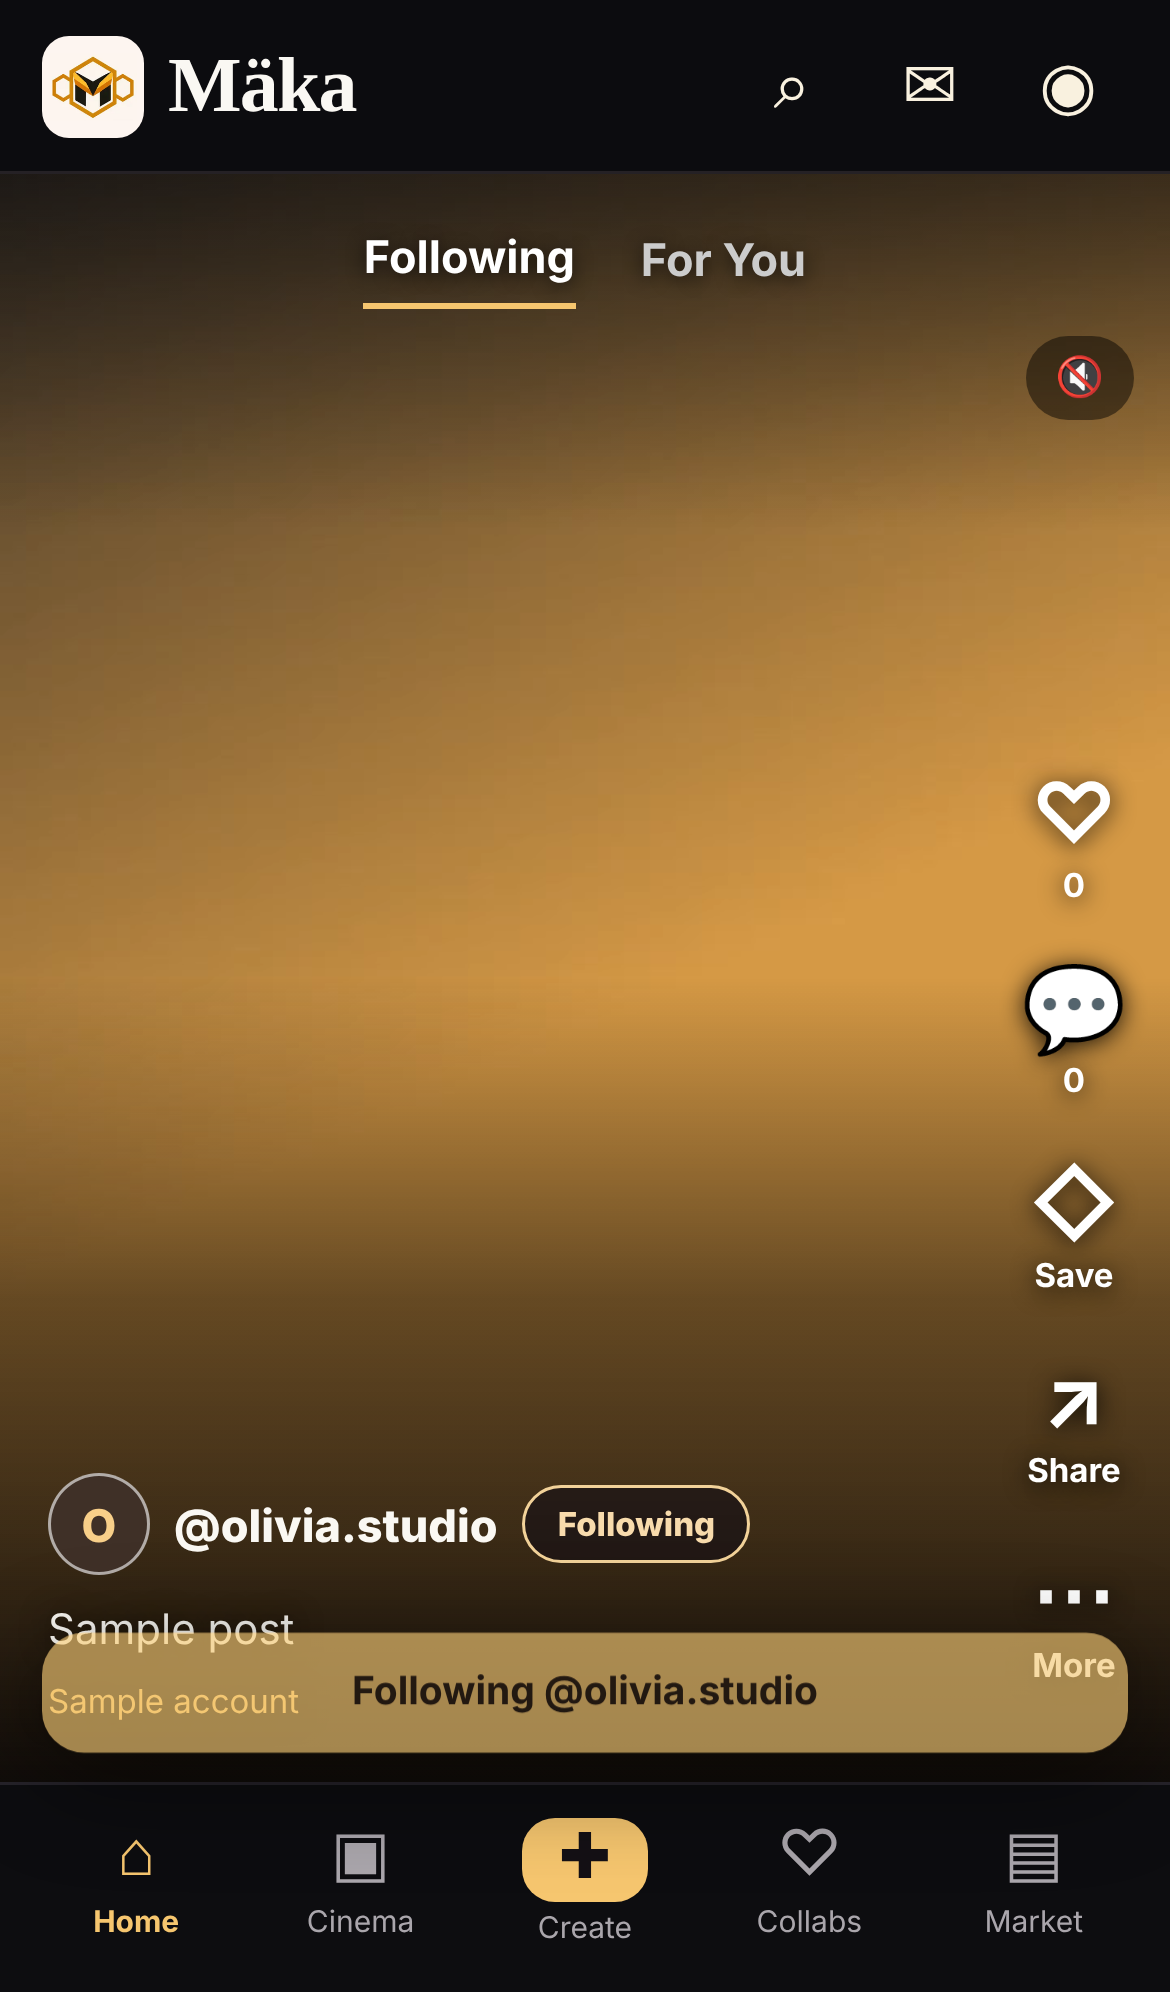 Mäka
Following
For You
0
0
Save
Share
O
@olivia.studio
Following
Sample post
More
Sample account
Following @olivia.studio
Home
Cinema
Create
Collabs
Market